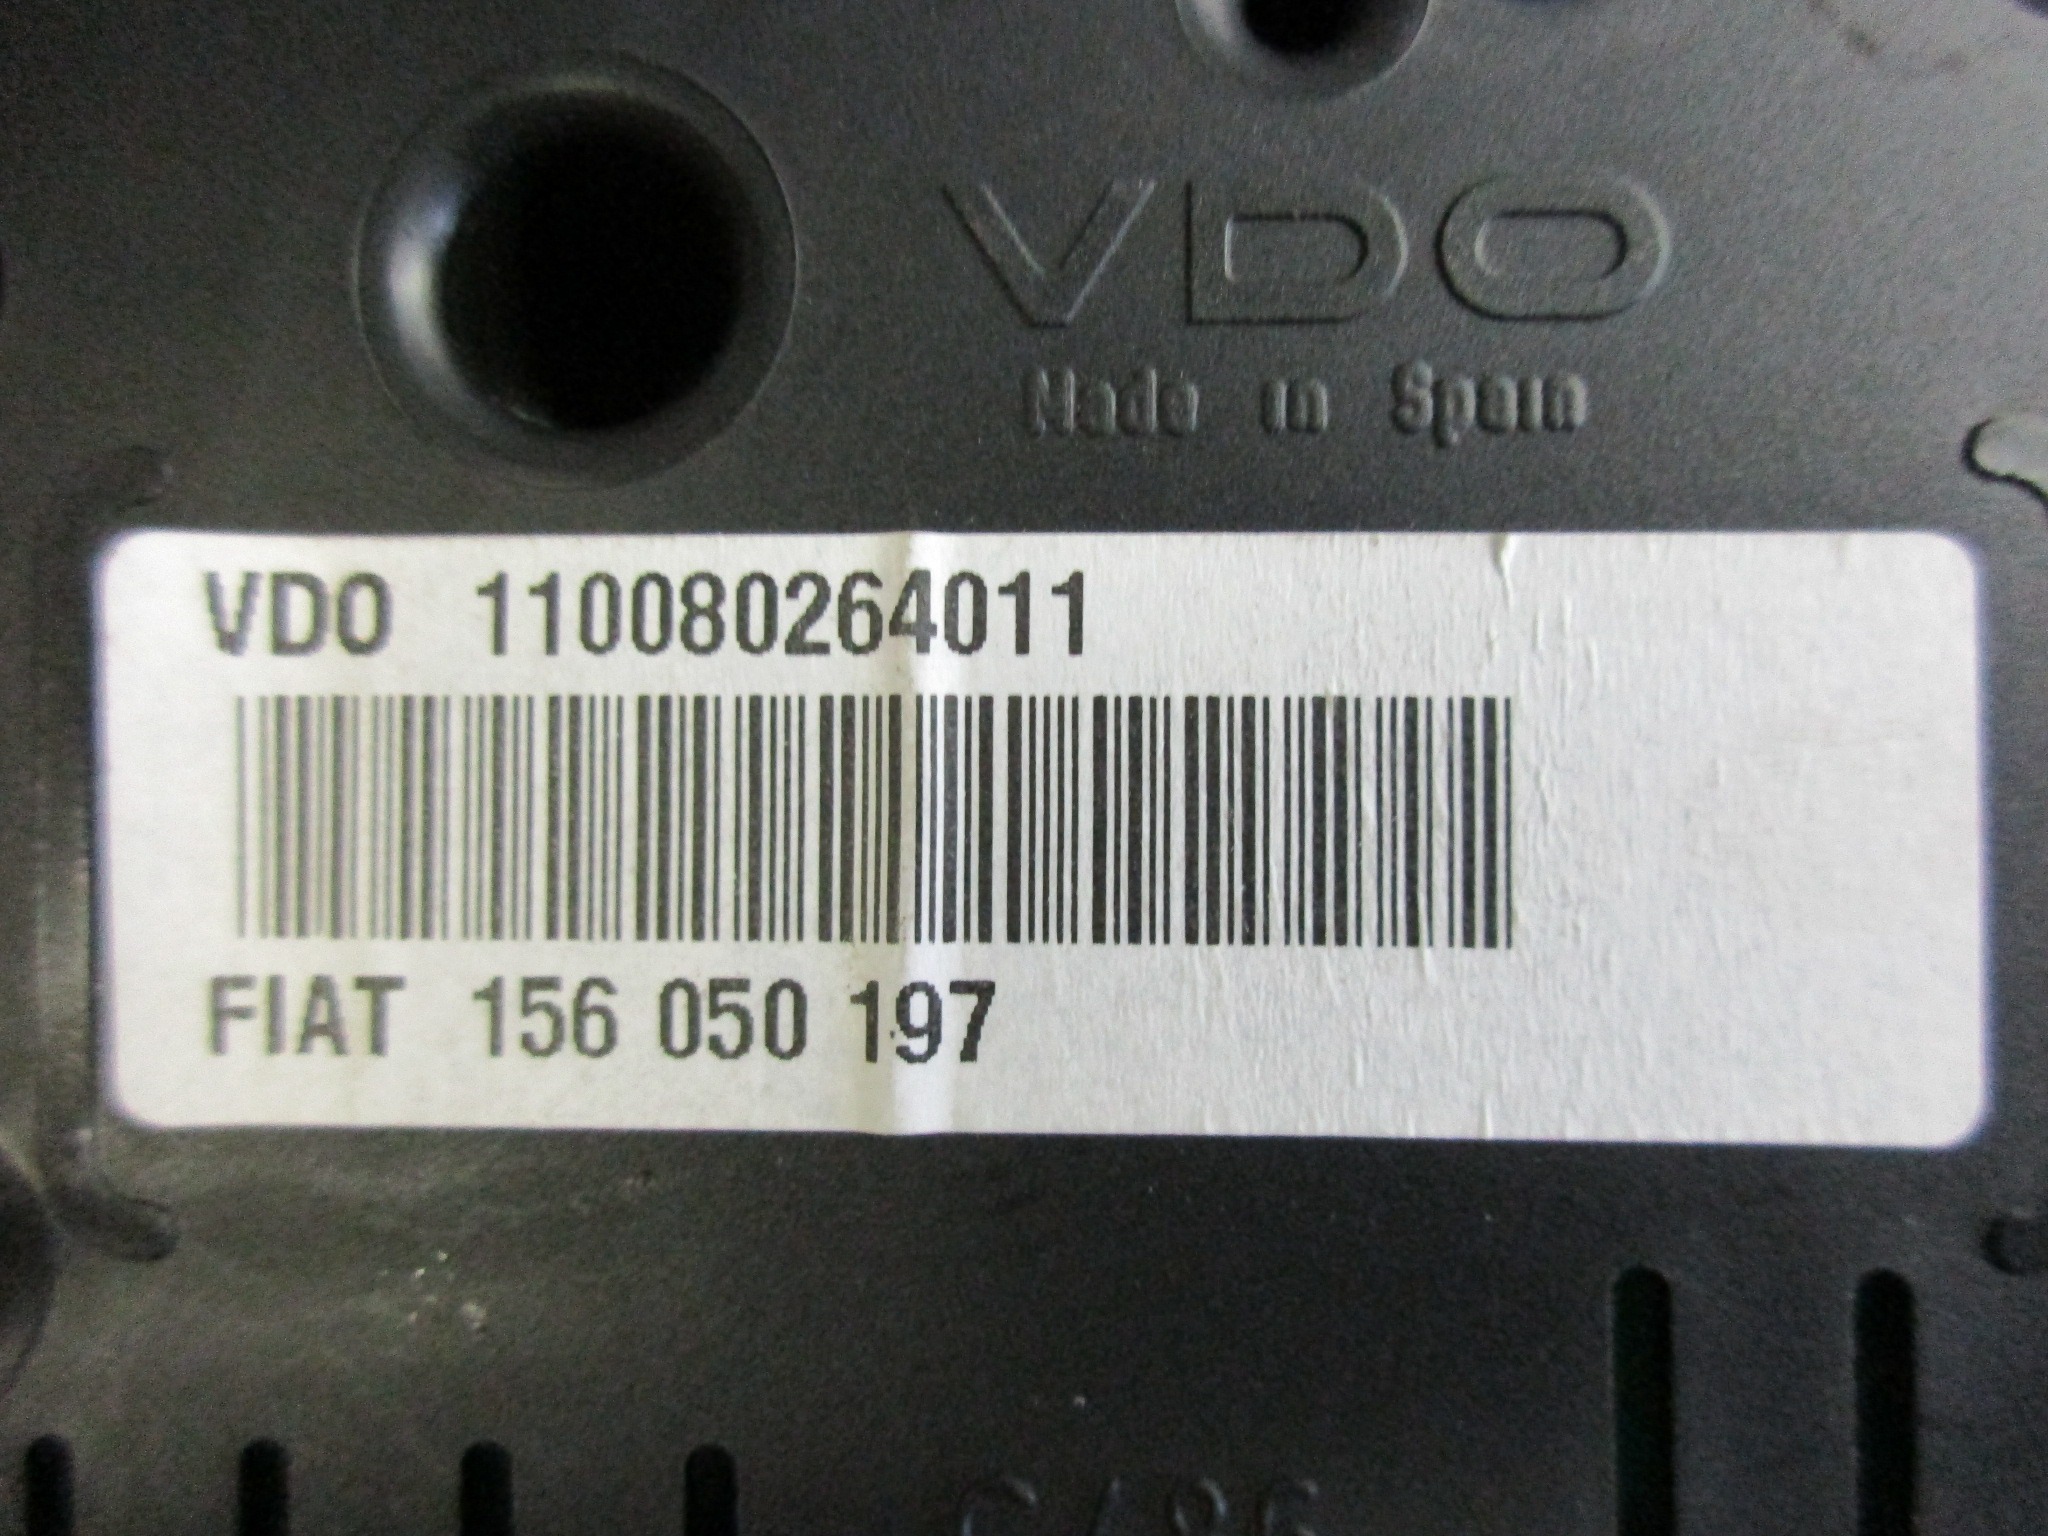 VDO
Made in Spain
VDO 110080264011
FIAT 156 050 197